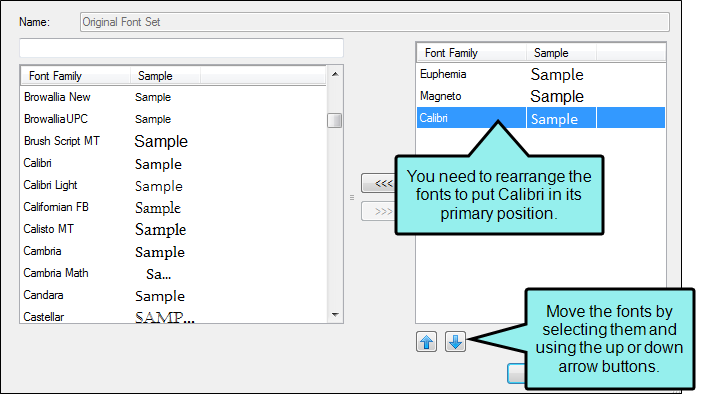 Name: Original Font Set
Font Family Sample
Browallia New Sample
BrowalliaUPC Sample
Brush Script MT Sample
Calibri Sample
Calibri Light Sample
Californian FB Sample
Calisto MT Sample
Cambria Sample
Cambria Math Sa...
Candara Sample
Castellar SAMP...
<<<
>>>
Font Family Sample
Euphemia Sample
Magneto Sample
Calibri Sample
You need to rearrange the
fonts to put Calibri in its
primary position.
Move the fonts by
selecting them and
using the up or down
arrow buttons.